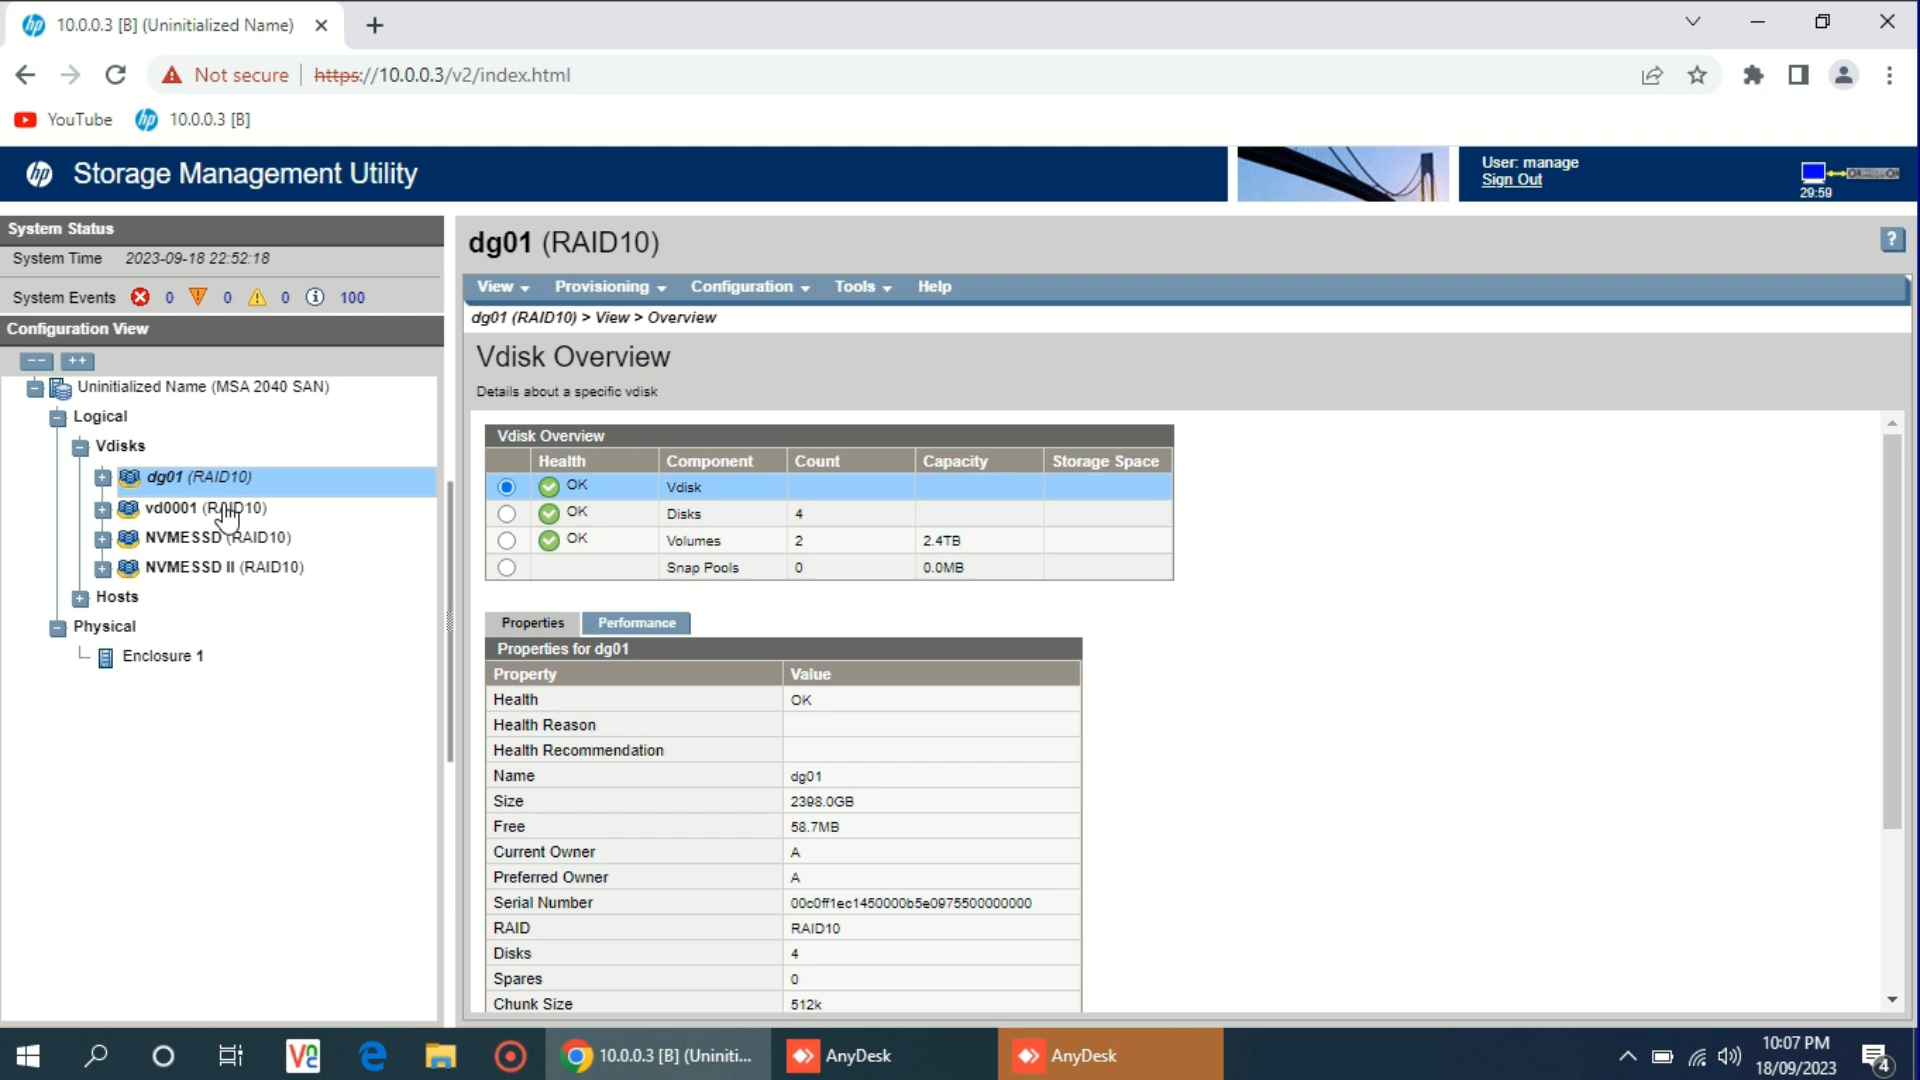 10.0.0.3 [B] (Uninitialized Name)
Not secure https://10.0.0.3/v2/index.html
YouTube 10.0.0.3 [B]
hp Storage Management Utility
User: manage
Sign Out
29:59
System Status
System Time 2023-09-18 22:52:18
System Events 0 0 0 100
Configuration View
Uninitialized Name (MSA 2040 SAN)
Logical
Vdisks
dg01 (RAID10)
vd0001 (RAID10)
NVMESSD (RAID10)
NVMESSD II (RAID10)
Hosts
Physical
Enclosure 1
dg01 (RAID10)
?
View Provisioning Configuration Tools Help
dg01 (RAID10) > View > Overview
Vdisk Overview
Details about a specific vdisk
Vdisk Overview
Health Component Count Capacity Storage Space
OK Vdisk
OK Disks 4
OK Volumes 2 2.4TB
Snap Pools 0 0.0MB
Properties Performance
Properties for dg01
Property Value
Health OK
Health Reason
Health Recommendation
Name dg01
Size 2398.0GB
Free 58.7MB
Current Owner A
Preferred Owner A
Serial Number 00c0ff1ec1450000b5e0975500000000
RAID RAID10
Disks 4
Spares 0
Chunk Size 512k
10.0.0.3 [B] (Uniniti... AnyDesk AnyDesk
10:07 PM
18/09/2023
4